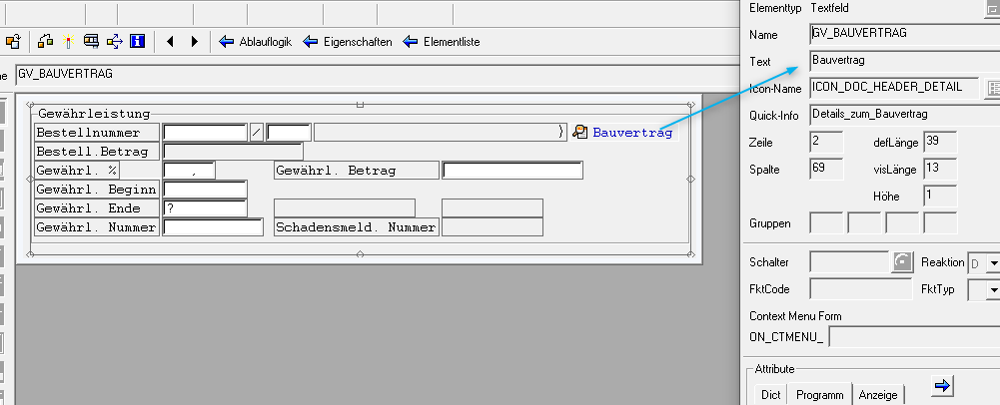 Ablauflogik Eigenschaften Elementliste
ne GV_BAUVERTRAG
Gewährleistung
Bestellnummer / ) Bauvertrag
Bestell.Betrag
Gewährl. % , Gewährl. Betrag
Gewährl. Beginn
Gewährl. Ende ?
Gewährl. Nummer Schadensmeld. Nummer
Elementtyp Textfeld
Name GV_BAUVERTRAG
Text Bauvertrag
Icon-Name ICON_DOC_HEADER_DETAIL
Quick-Info Details_zum_Bauvertrag
Zeile 2 defLänge 39
Spalte 69 visLänge 13
Höhe 1
Gruppen
Schalter Reaktion D
FktCode FktTyp
Context Menu Form
ON_CTMENU_
Attribute
Dict Programm Anzeige